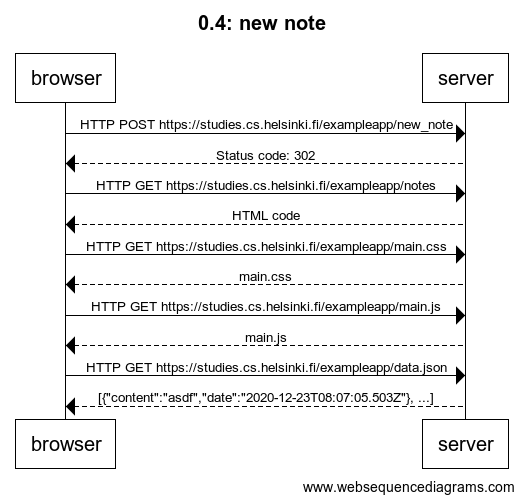 0.4: new note
browser server
HTTP POST https://studies.cs.helsinki.fi/exampleapp/new_note
Status code: 302
HTTP GET https://studies.cs.helsinki.fi/exampleapp/notes
HTML code
HTTP GET https://studies.cs.helsinki.fi/exampleapp/main.css
main.css
HTTP GET https://studies.cs.helsinki.fi/exampleapp/main.js
main.js
HTTP GET https://studies.cs.helsinki.fi/exampleapp/data.json
[{"content":"asdf","date":"2020-12-23T08:07:05.503Z"}, ...]
browser server
www.websequencediagrams.com